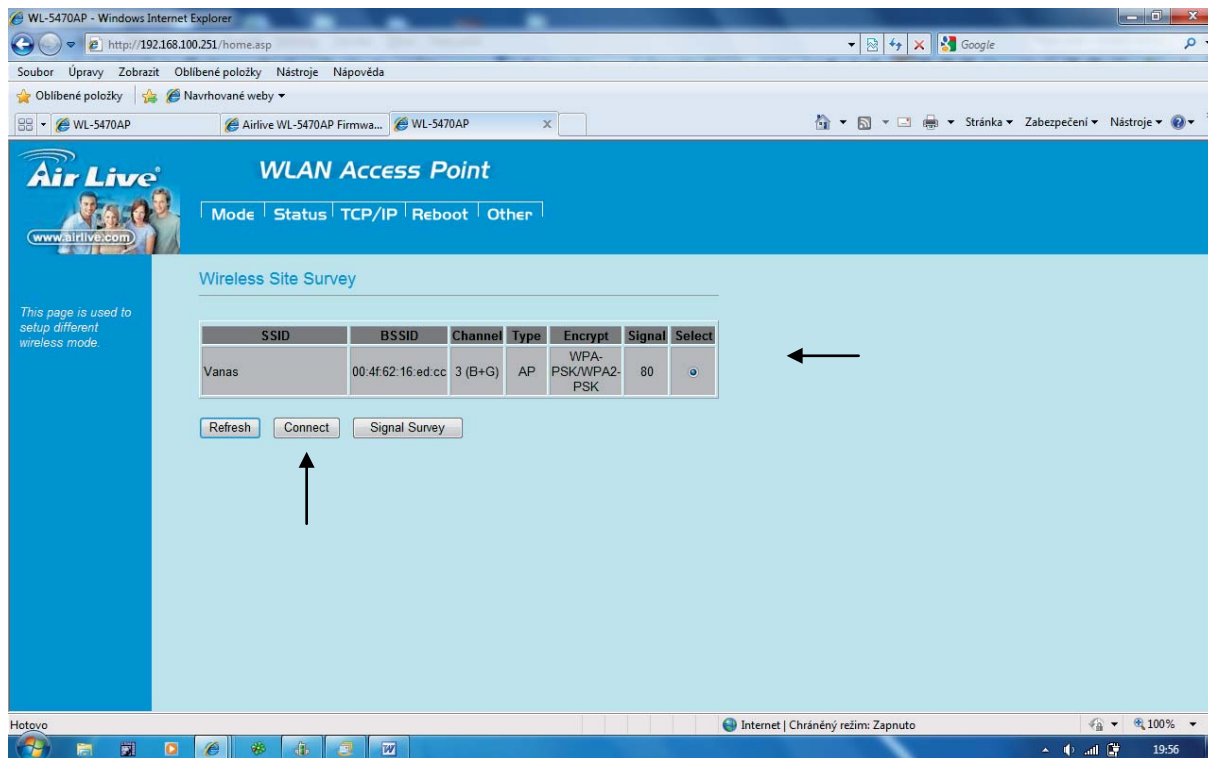 WL-5470AP - Windows Internet Explorer
http://192.168.100.251/home.asp
Google
Soubor Úpravy Zobrazit Oblíbené položky Nástroje Nápověda
Oblíbené položky Navrhované weby
WL-5470AP Airlive WL-5470AP Firmwa... WL-5470AP Stránka Zabezpečení Nástroje
Air Live
www.airlive.com
WLAN Access Point
Mode Status TCP/IP Reboot Other
This page is used to
setup different
wireless mode.
Wireless Site Survey
SSID BSSID Channel Type Encrypt Signal Select
Vanas 00:4f:62:16:ed:cc 3 (B+G) AP WPA-PSK/WPA2-PSK 80
Refresh Connect Signal Survey
Hotovo Internet | Chráněný režim: Zapnuto 100%
19:56